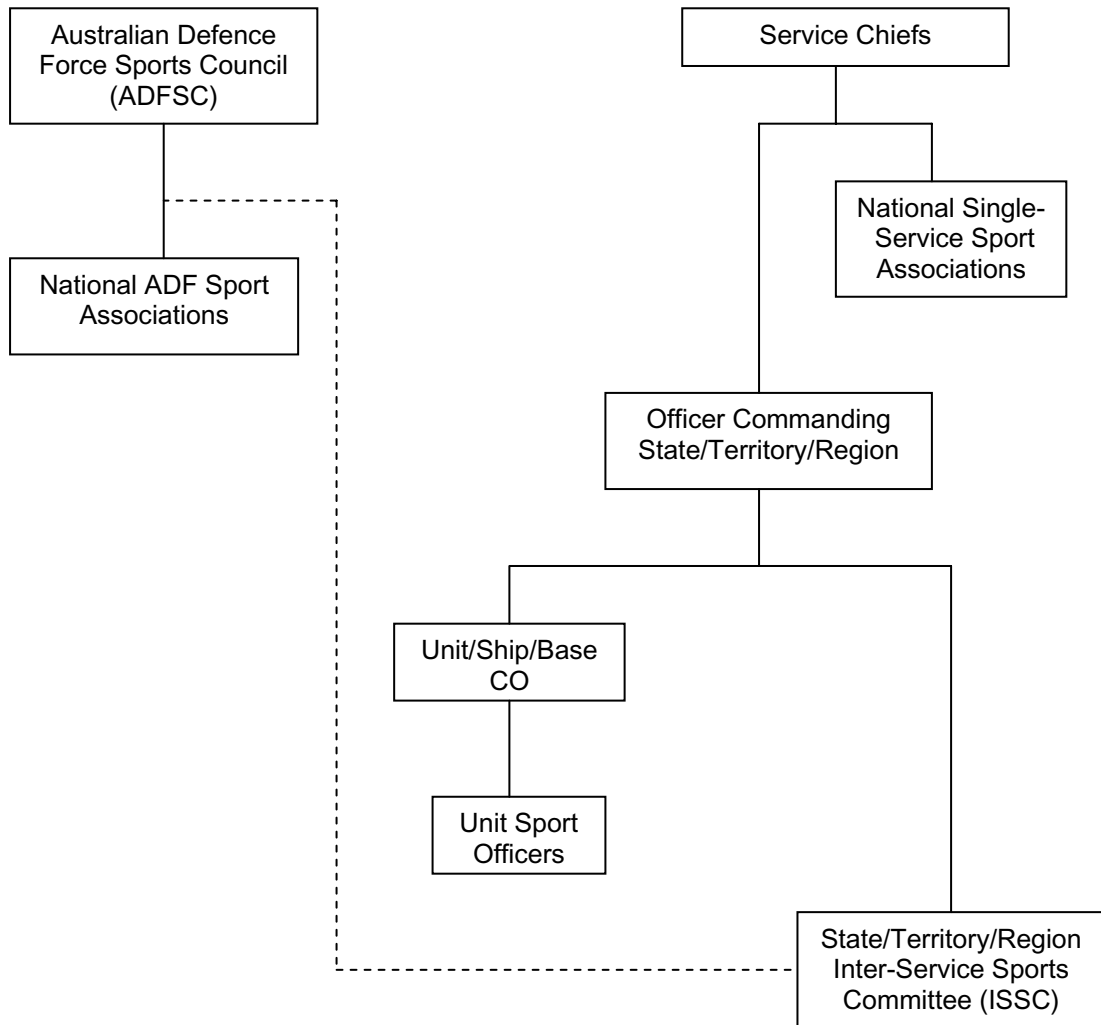 Australian Defence
Force Sports Council
(ADFSC)
Service Chiefs
National Single-
Service Sport
Associations
National ADF Sport
Associations
Officer Commanding
State/Territory/Region
Unit/Ship/Base
CO
Unit Sport
Officers
State/Territory/Region
Inter-Service Sports
Committee (ISSC)